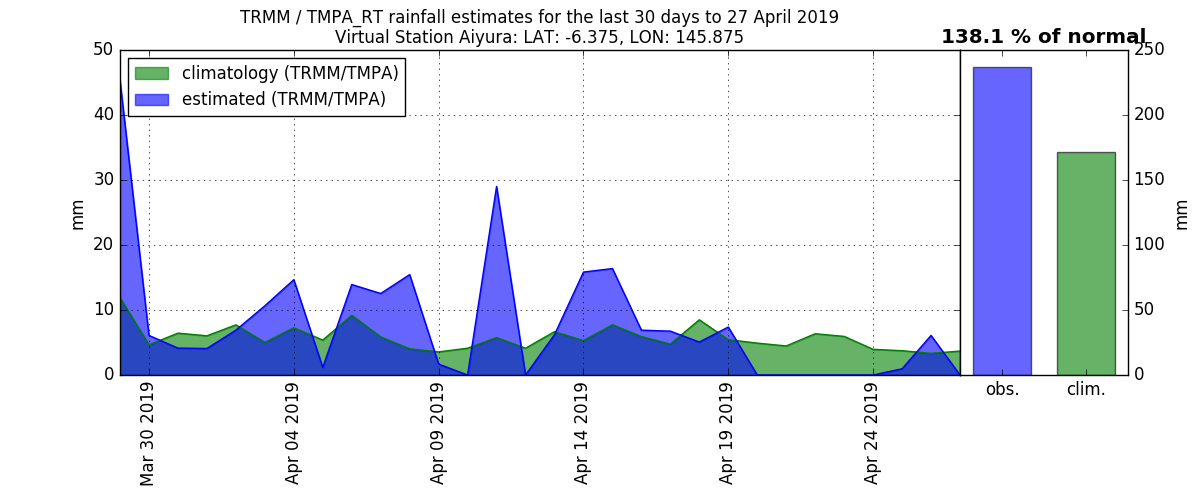 TRMM / TMPA_RT rainfall estimates for the last 30 days to 27 April 2019
Virtual Station Aiyura: LAT: -6.375, LON: 145.875
138.1 % of normal
climatology (TRMM/TMPA)
estimated (TRMM/TMPA)
50
40
30
20
10
0
mm
Mar 30 2019
Apr 04 2019
Apr 09 2019
Apr 14 2019
Apr 19 2019
Apr 24 2019
obs.
clim.
250
200
150
100
50
0
mm